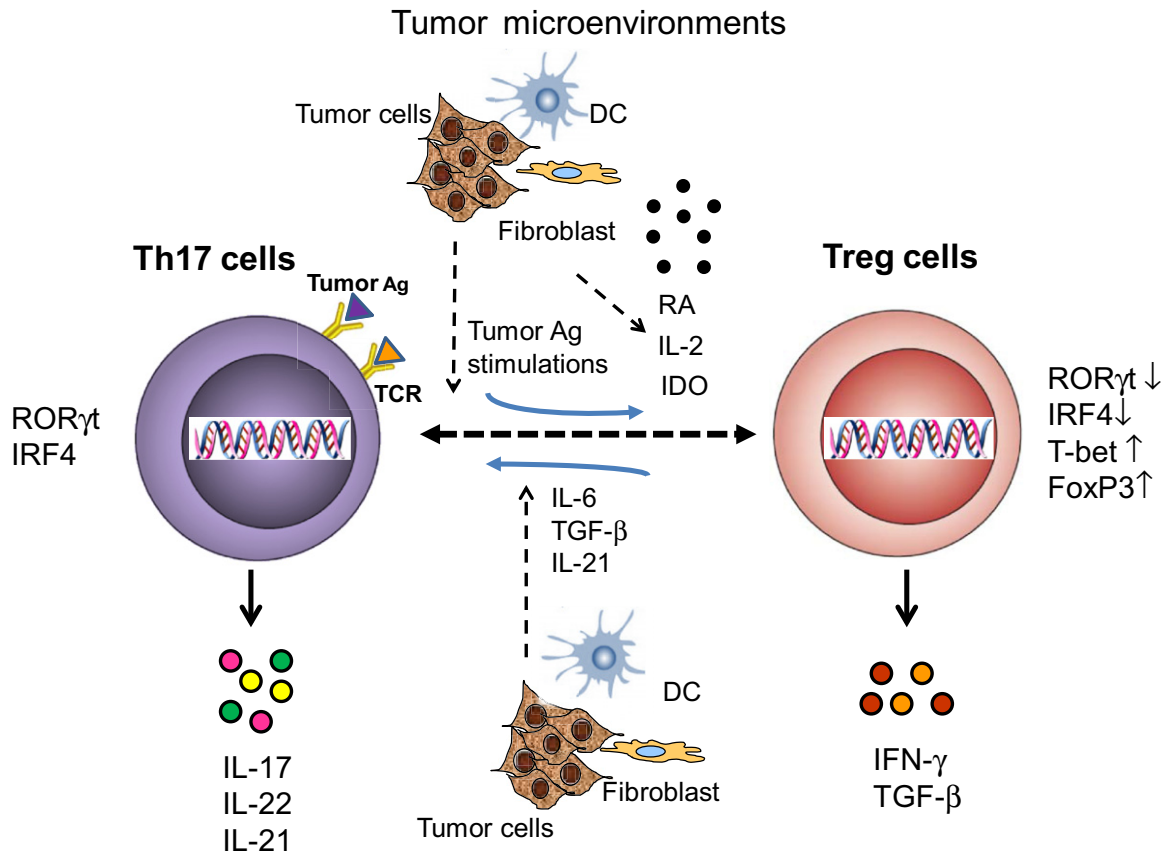 Tumor microenvironments
Tumor cells
DC
Fibroblast
Th17 cells
Treg cells
Tumor Ag
TCR
Tumor Ag
stimulations
RA
IL-2
IDO
RORγt
IRF4
RORγt ↓
IRF4↓
T-bet ↑
FoxP3↑
IL-6
TGF-β
IL-21
DC
Fibroblast
Tumor cells
IL-17
IL-22
IL-21
IFN-γ
TGF-β